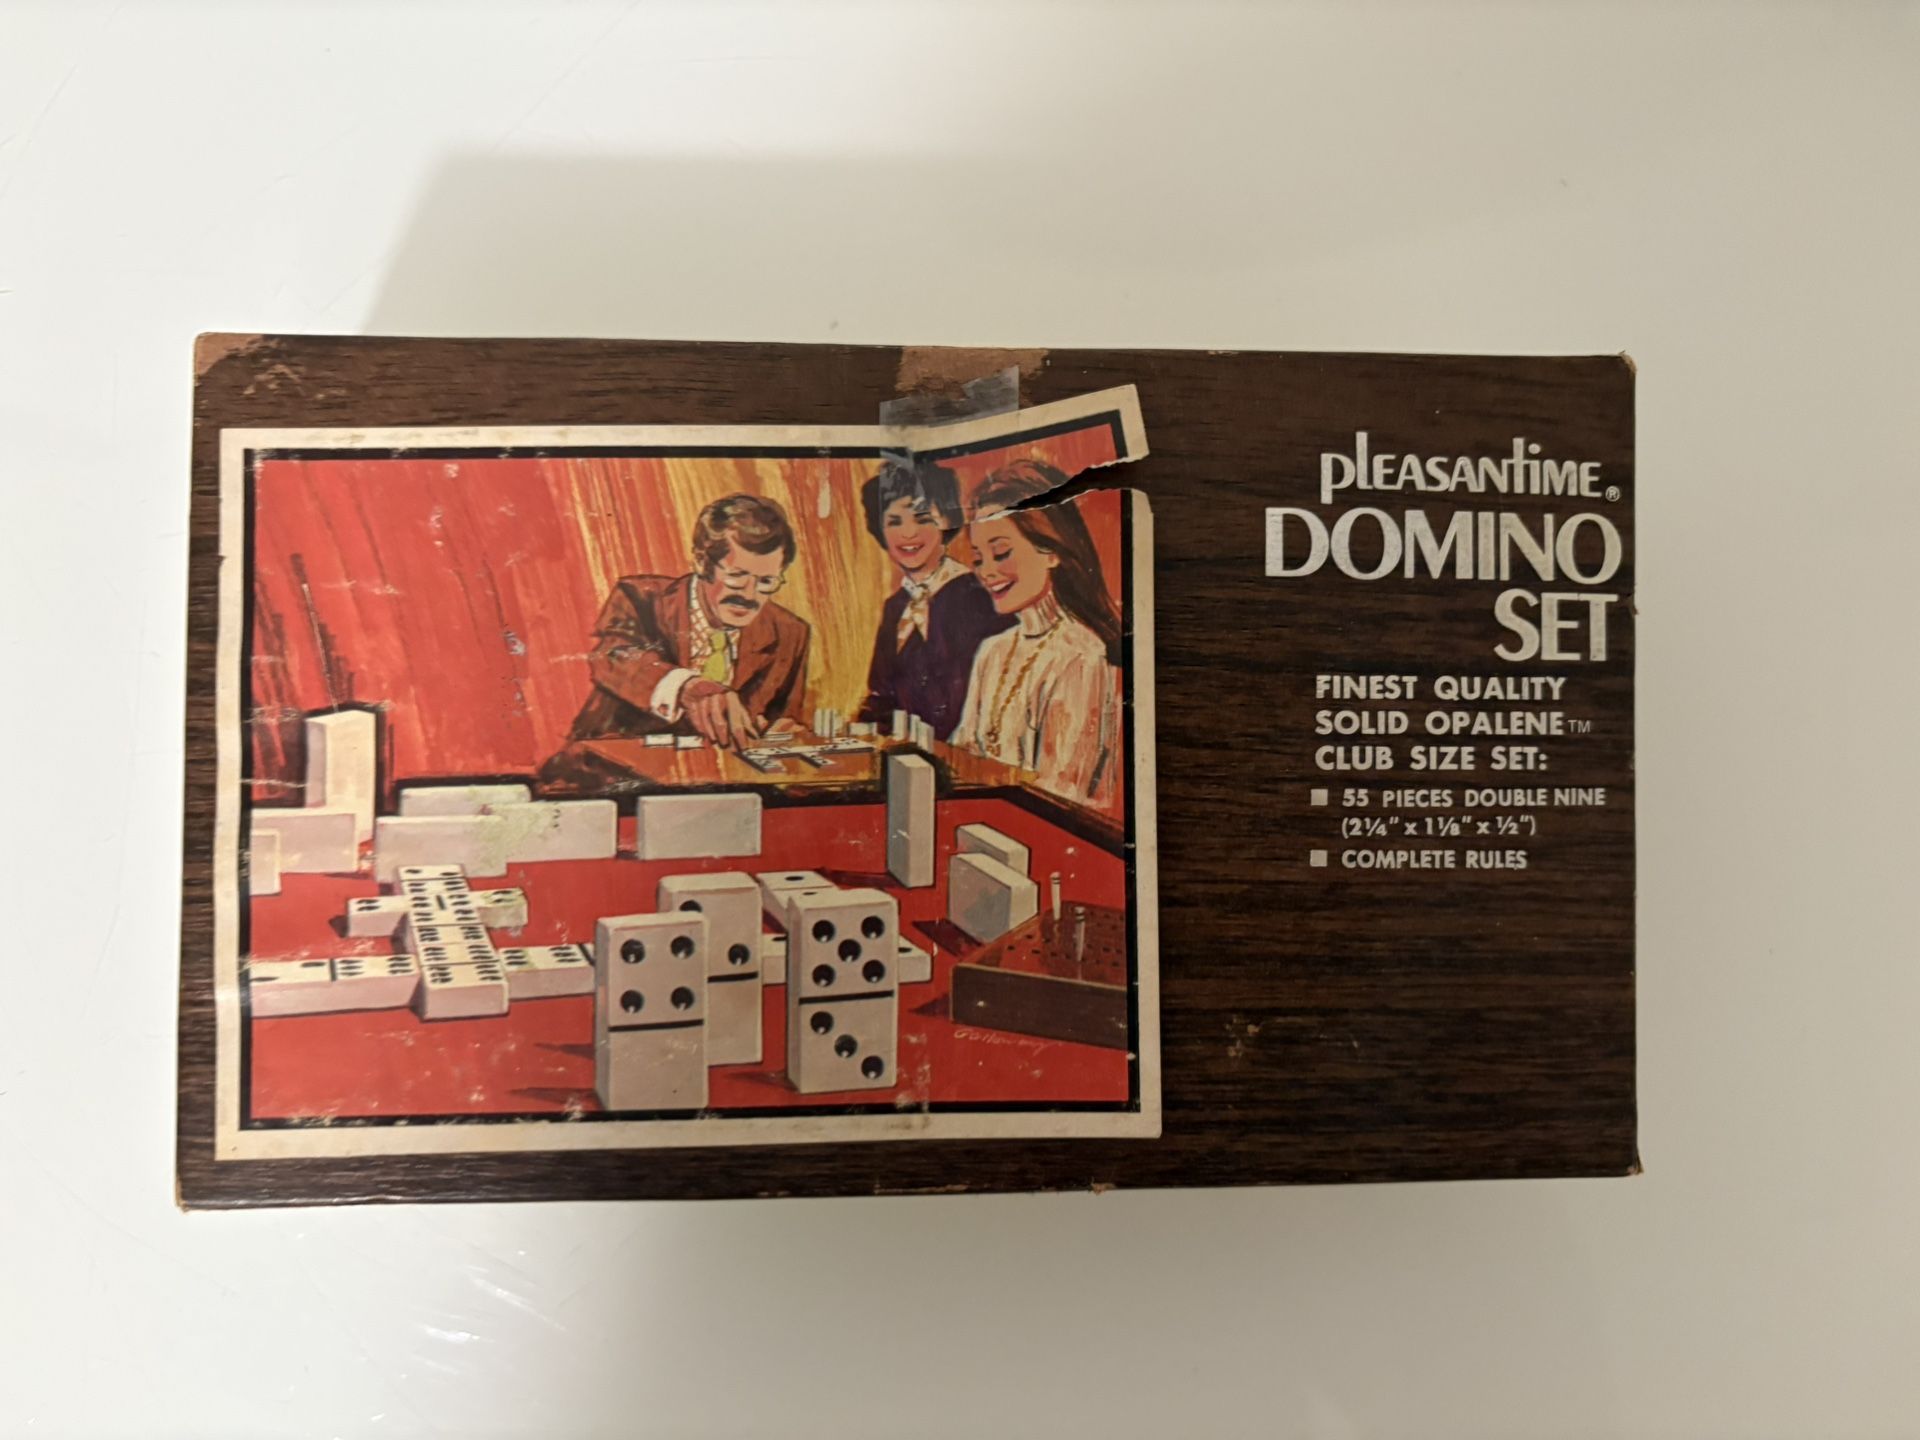 pleasantime®
DOMINO
SET
FINEST QUALITY
SOLID OPALENE™
CLUB SIZE SET:
■ 55 PIECES DOUBLE NINE
(2¼" x 1⅛" x ½")
■ COMPLETE RULES